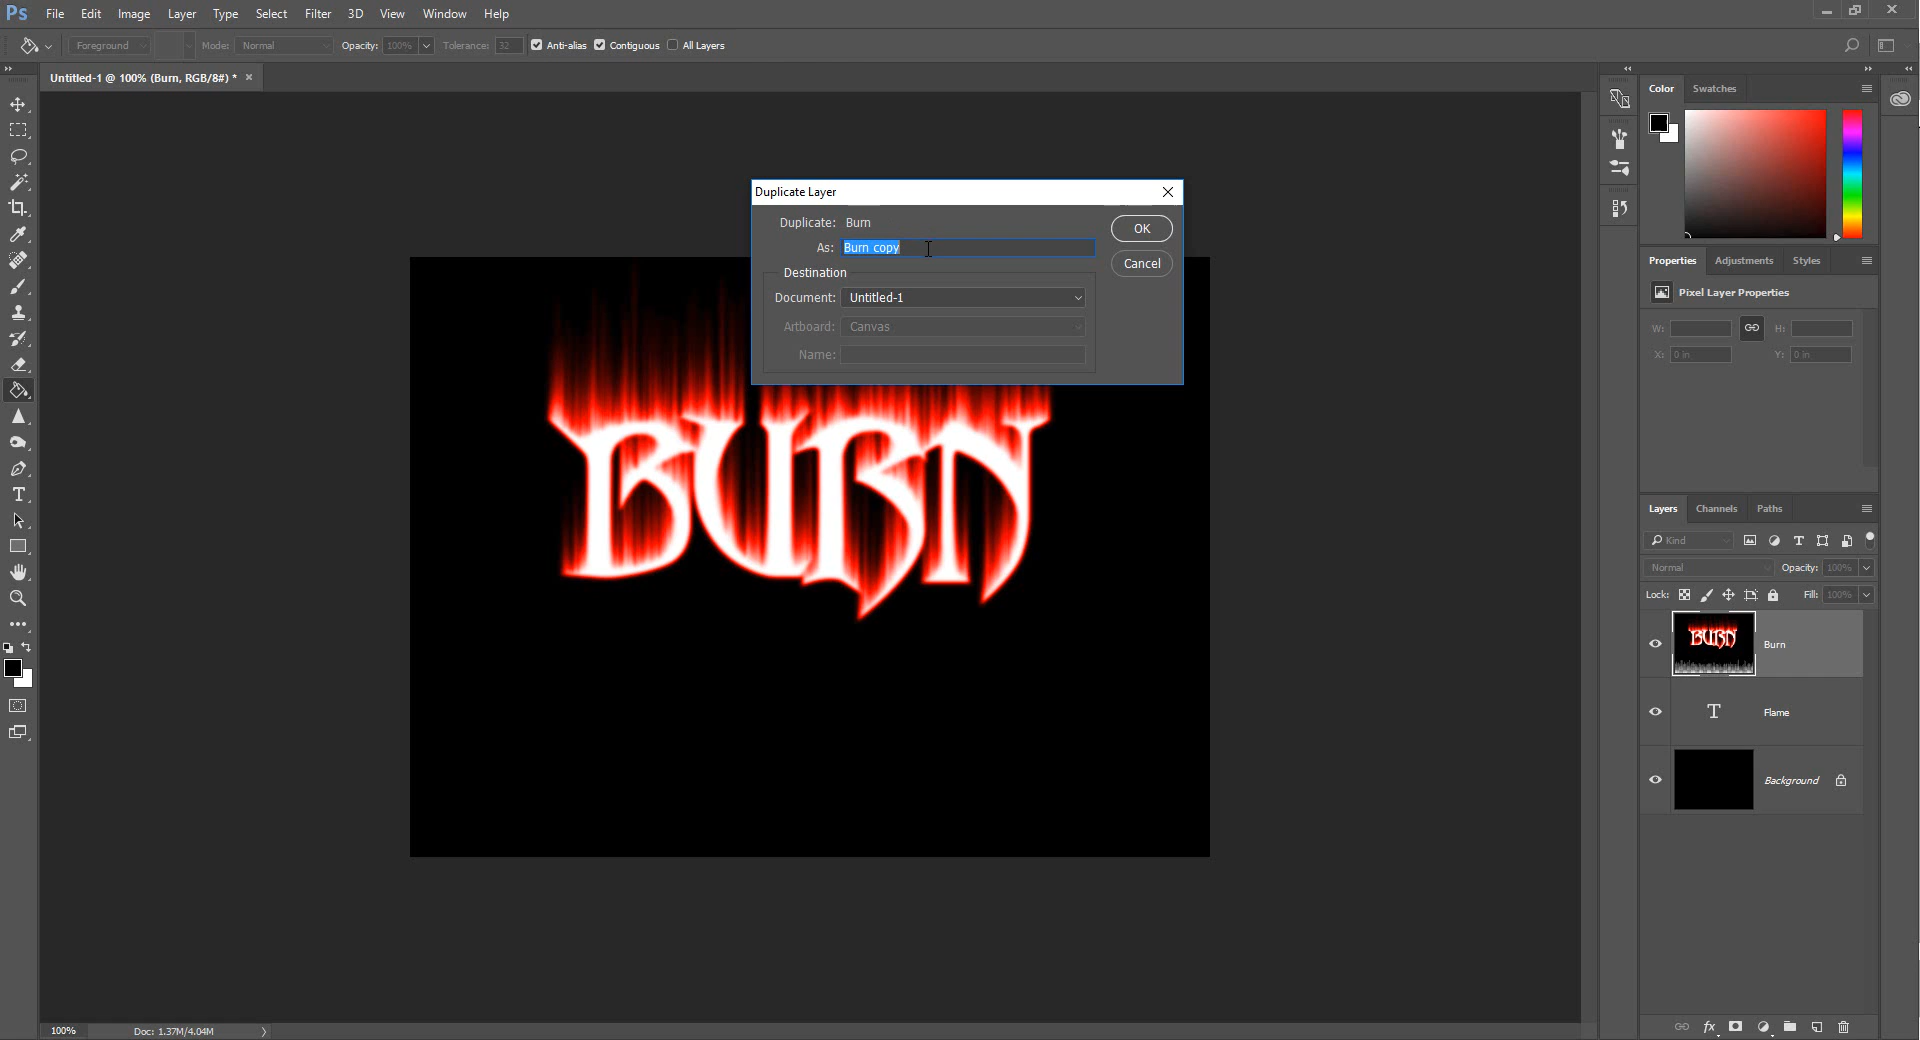 Ps File Edit Image Layer Type Select Filter 3D View Window Help
Foreground Mode: Normal Opacity: 100% Tolerance: 32 Anti-alias Contiguous All Layers
Untitled-1 @ 100% (Burn, RGB/8#) *
Color Swatches
Duplicate Layer
Duplicate: Burn
As: Burn copy
OK
Cancel
Destination
Document: Untitled-1
Artboard: Canvas
Name:
BURN
Properties Adjustments Styles
Pixel Layer Properties
W: H:
X: 0 in Y: 0 in
Layers Channels Paths
Kind
Normal Opacity: 100%
Lock: Fill: 100%
BURN Burn
T Flame
Background
100% Doc: 1.37M/4.04M
fx